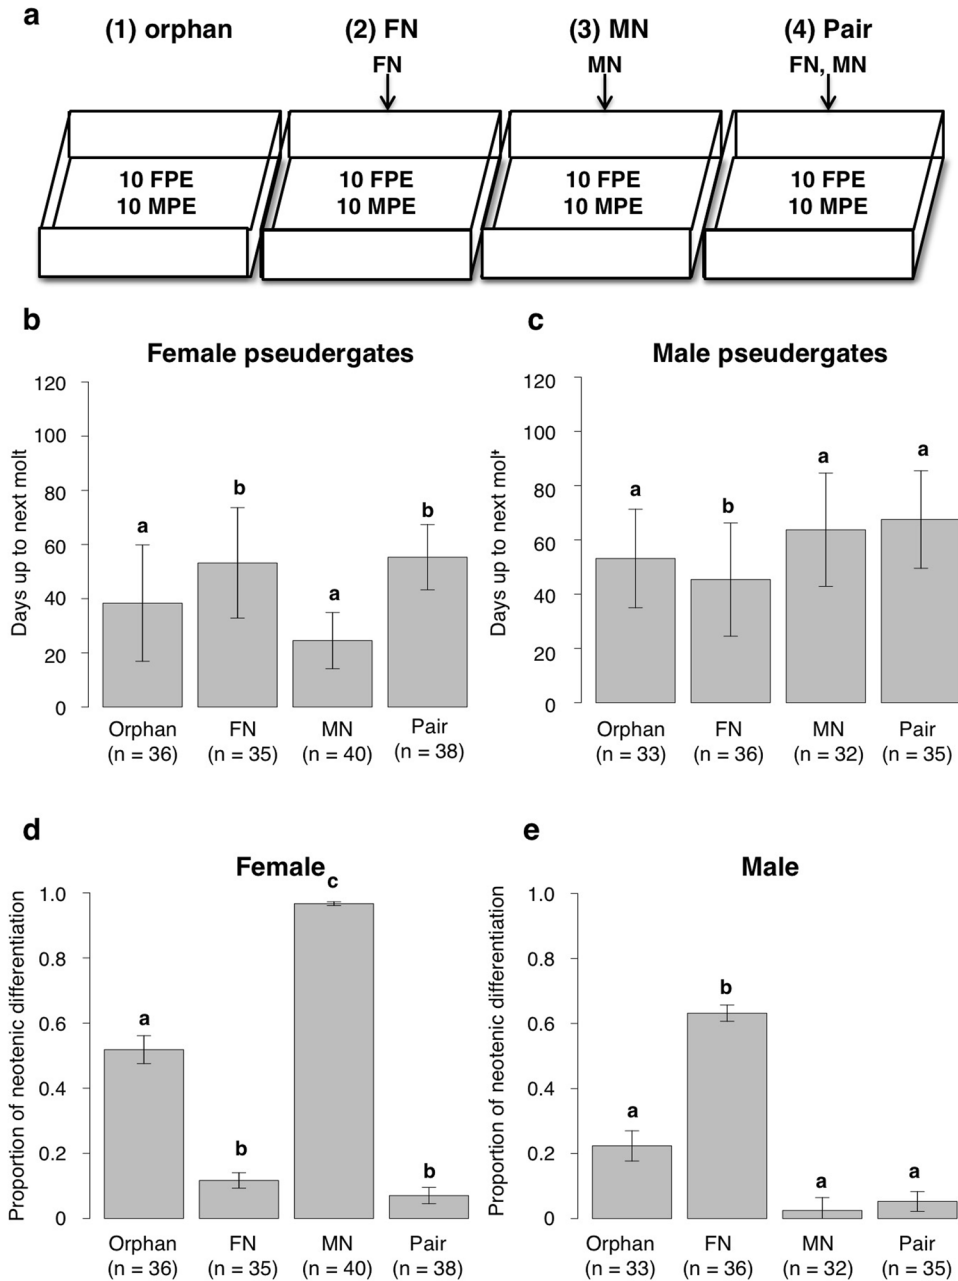 a
(1) orphan (2) FN (3) MN (4) Pair
FN MN FN, MN
10 FPE 10 FPE 10 FPE 10 FPE
10 MPE 10 MPE 10 MPE 10 MPE
b
Female pseudergates
Days up to next molt
120
100
80
60
40
20
0
a b a b
Orphan FN MN Pair
(n = 36) (n = 35) (n = 40) (n = 38)
c
Male pseudergates
Days up to next molt
120
100
80
60
40
20
0
a b a a
Orphan FN MN Pair
(n = 33) (n = 36) (n = 32) (n = 35)
d
Female
Proportion of neotenic differentiation
1.0
0.8
0.6
0.4
0.2
0
a b c b
Orphan FN MN Pair
(n = 36) (n = 35) (n = 40) (n = 38)
e
Male
Proportion of neotenic differentiation
1.0
0.8
0.6
0.4
0.2
0
a b a a
Orphan FN MN Pair
(n = 33) (n = 36) (n = 32) (n = 35)